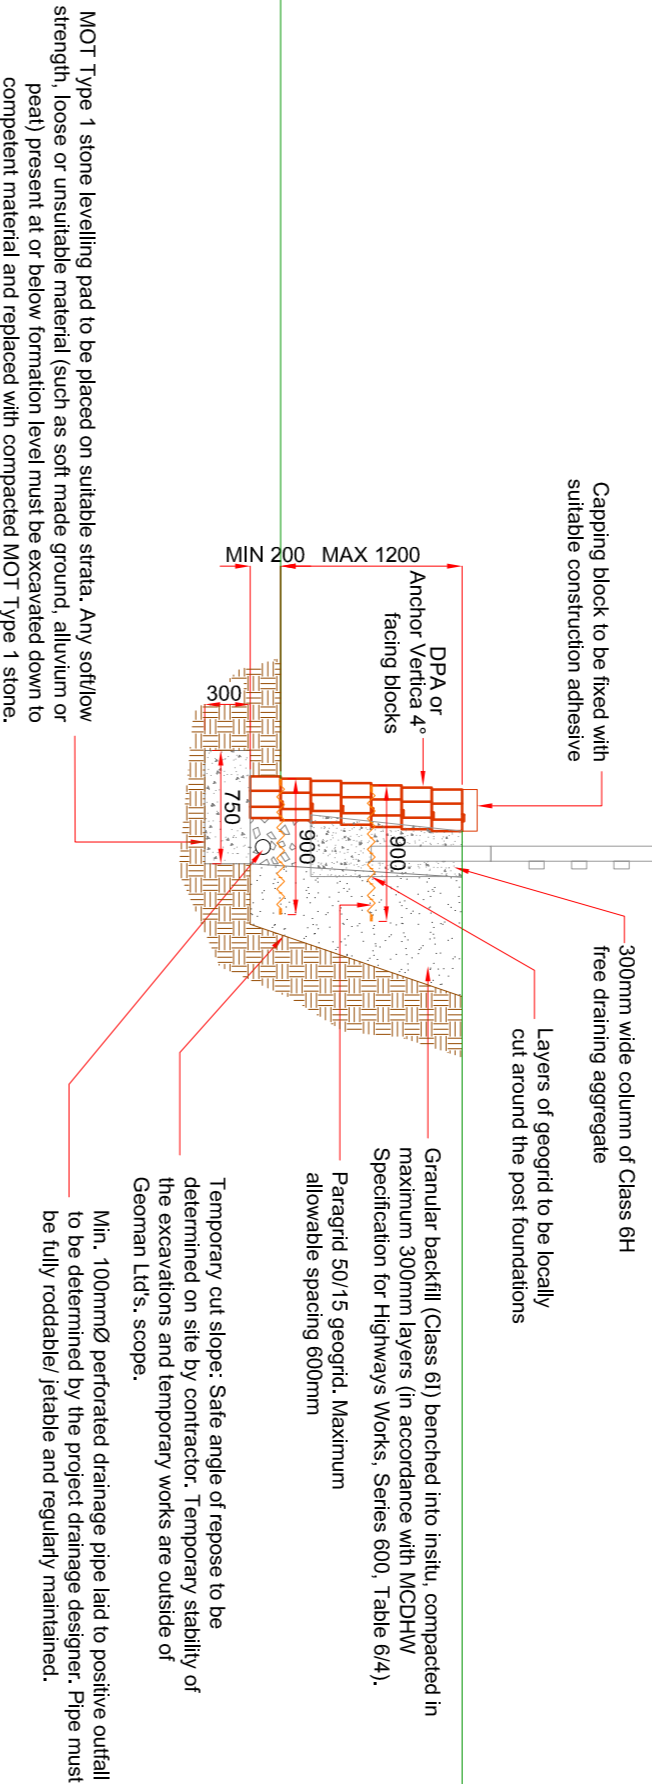 Capping block to be fixed with
suitable construction adhesive
300mm wide column of Class 6H
free draining aggregate
Layers of geogrid to be locally
cut around the post foundations
DPA or
Anchor Vertica 4°
facing blocks
Granular backfill (Class 6I) benched into insitu, compacted in
maximum 300mm layers (in accordance with MCDHW
Specification for Highways Works, Series 600, Table 6/4).
MAX 1200
MIN 200
900
900
300
750
Paragrid 50/15 geogrid. Maximum
allowable spacing 600mm
Temporary cut slope: Safe angle of repose to be
determined on site by contractor. Temporary stability of
the excavations and temporary works are outside of
Geoman Ltd's. scope.
Min. 100mmØ perforated drainage pipe laid to positive outfall
to be determined by the project drainage designer. Pipe must
be fully roddable/ jetable and regularly maintained.
MOT Type 1 stone levelling pad to be placed on suitable strata. Any soft/low
strength, loose or unsuitable material (such as soft made ground, alluvium or
peat) present at or below formation level must be excavated down to
competent material and replaced with compacted MOT Type 1 stone.